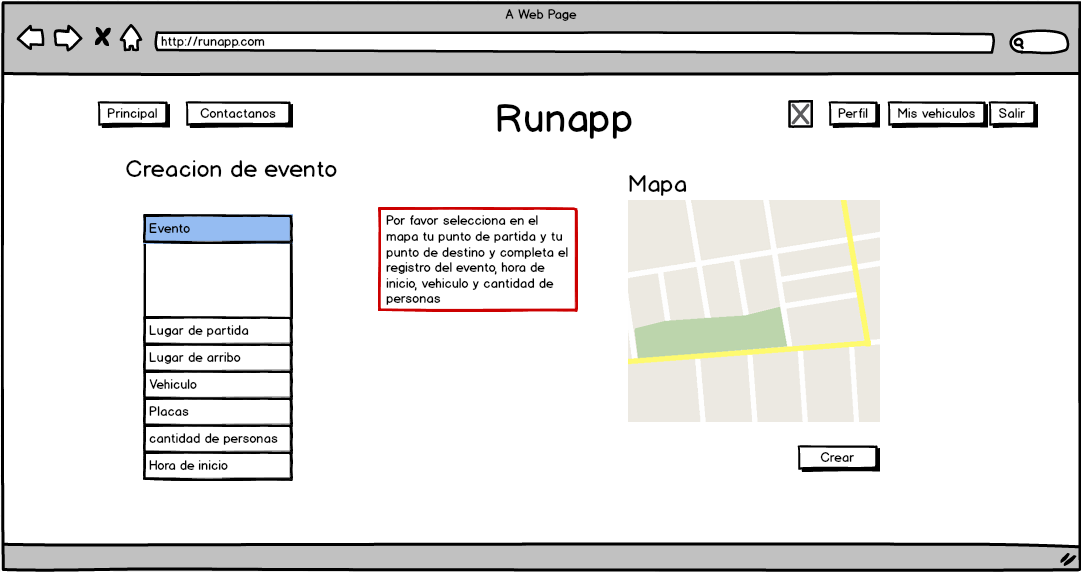 A Web Page
http://runapp.com
Principal
Contactanos
Runapp
Perfil
Mis vehiculos
Salir
Creacion de evento
Mapa
Evento
Lugar de partida
Lugar de arribo
Vehiculo
Placas
cantidad de personas
Hora de inicio
Por favor selecciona en el
mapa tu punto de partida y tu
punto de destino y completa el
registro del evento, hora de
inicio, vehiculo y cantidad de
personas
Crear